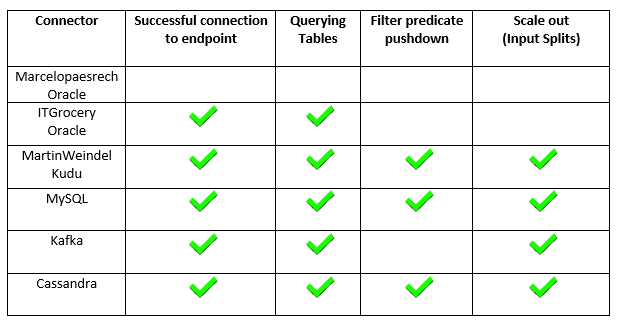 Connector Successful connection to endpoint Querying Tables Filter predicate pushdown Scale out (Input Splits)
Marcelopaesrech Oracle
ITGrocery Oracle ✔ ✔
MartinWeindel Kudu ✔ ✔ ✔ ✔
MySQL ✔ ✔ ✔ ✔
Kafka ✔ ✔ ✔
Cassandra ✔ ✔ ✔ ✔